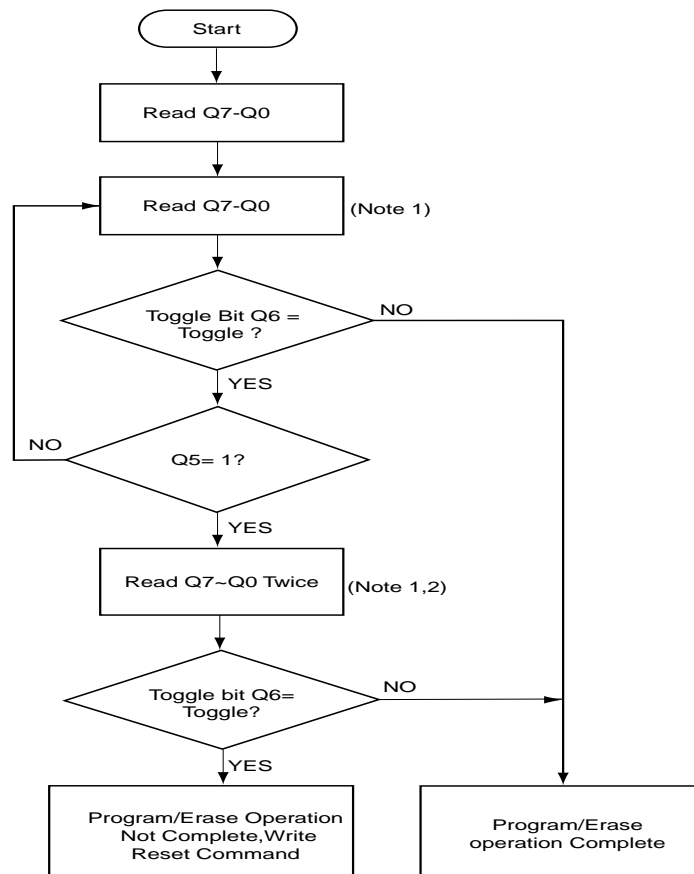 Start
Read Q7-Q0
Read Q7-Q0
(Note 1)
Toggle Bit Q6 =
Toggle ?
NO
YES
NO
Q5= 1?
YES
Read Q7~Q0 Twice
(Note 1,2)
Toggle bit Q6=
Toggle?
NO
YES
Program/Erase Operation
Not Complete,Write
Reset Command
Program/Erase
operation Complete